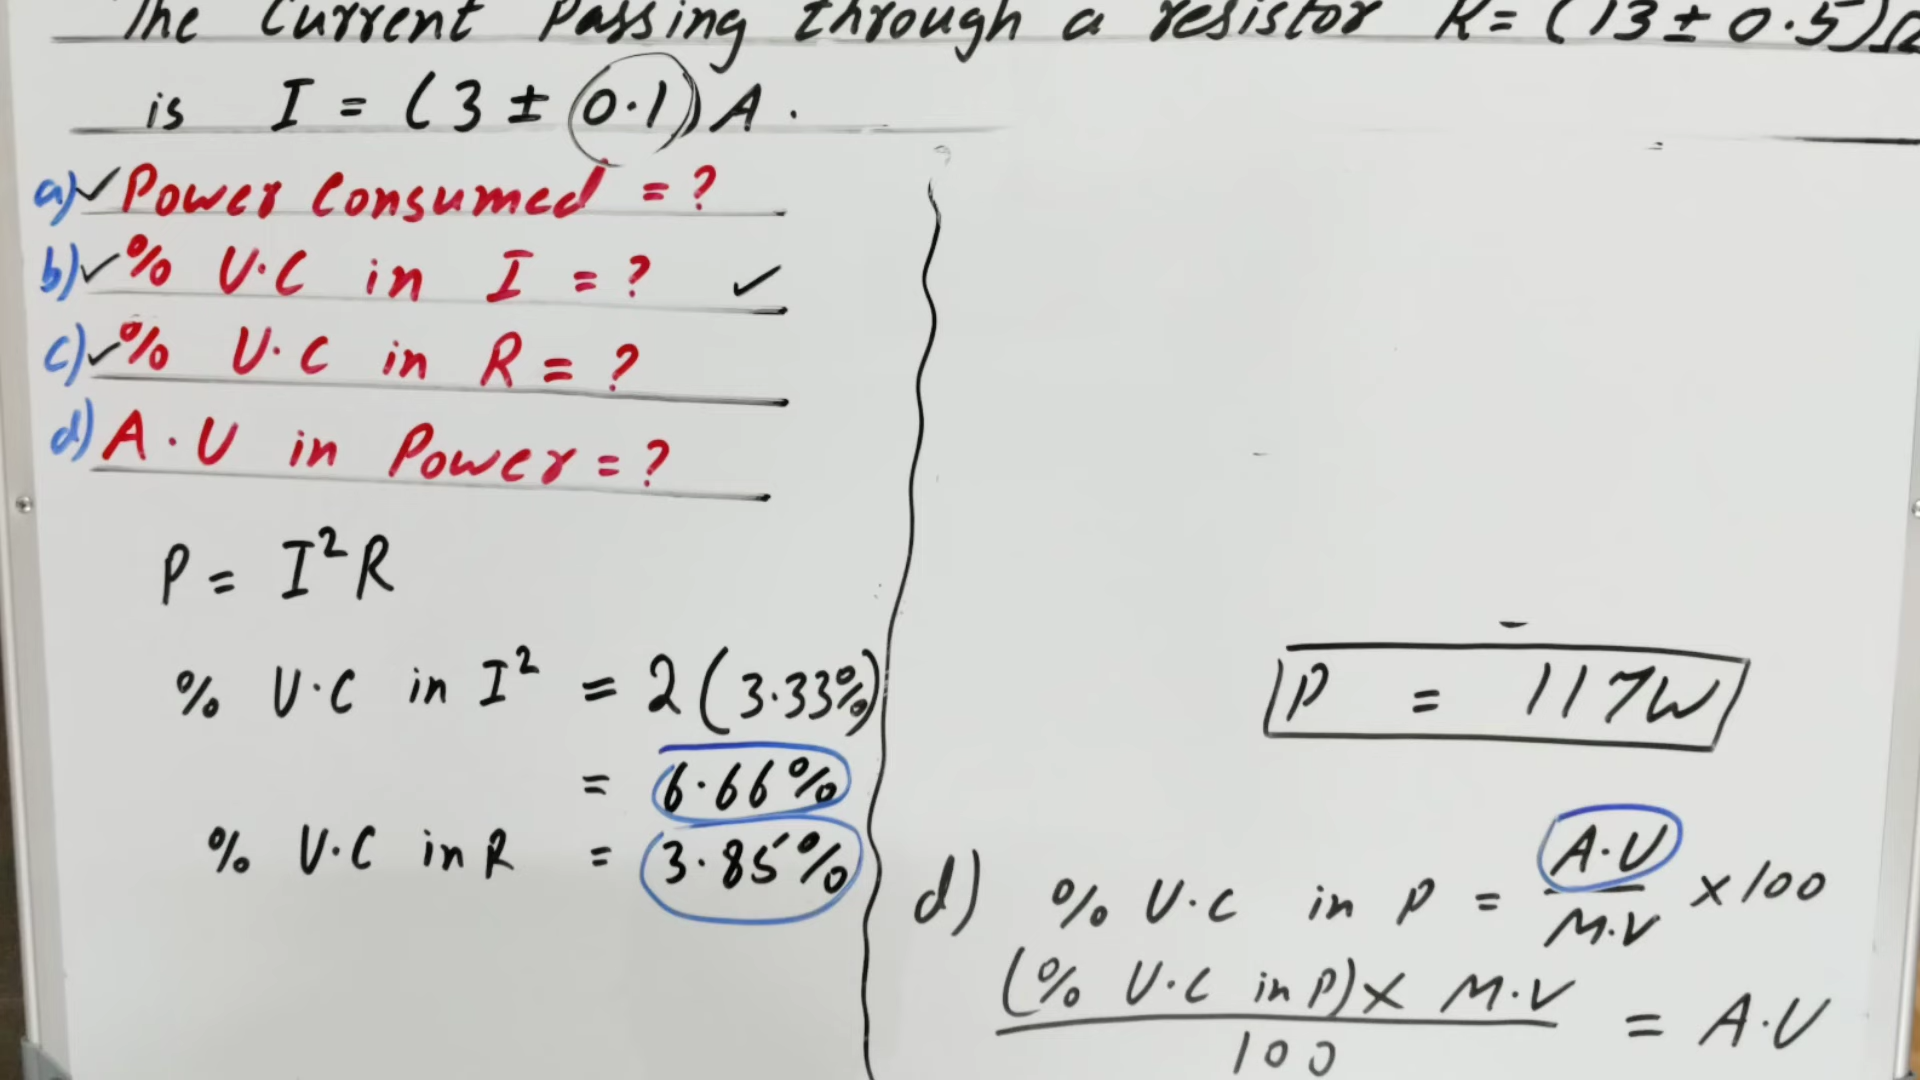 The Current Passing through a resistor R = (13 ± 0.5)Ω
is I = (3 ± 0.1) A.
a) ✓ Power Consumed = ?
b) ✓ % U.C in I = ? ✓
c) ✓ % U.C in R = ?
d) A.U in Power = ?
P = I²R
% U.C in I² = 2(3.33%)
= 6.66%
% U.C in R = 3.85%
P = 117W
d) % U.C in P = A.U / M.V × 100
(% U.C in P) × M.V / 100 = A.U